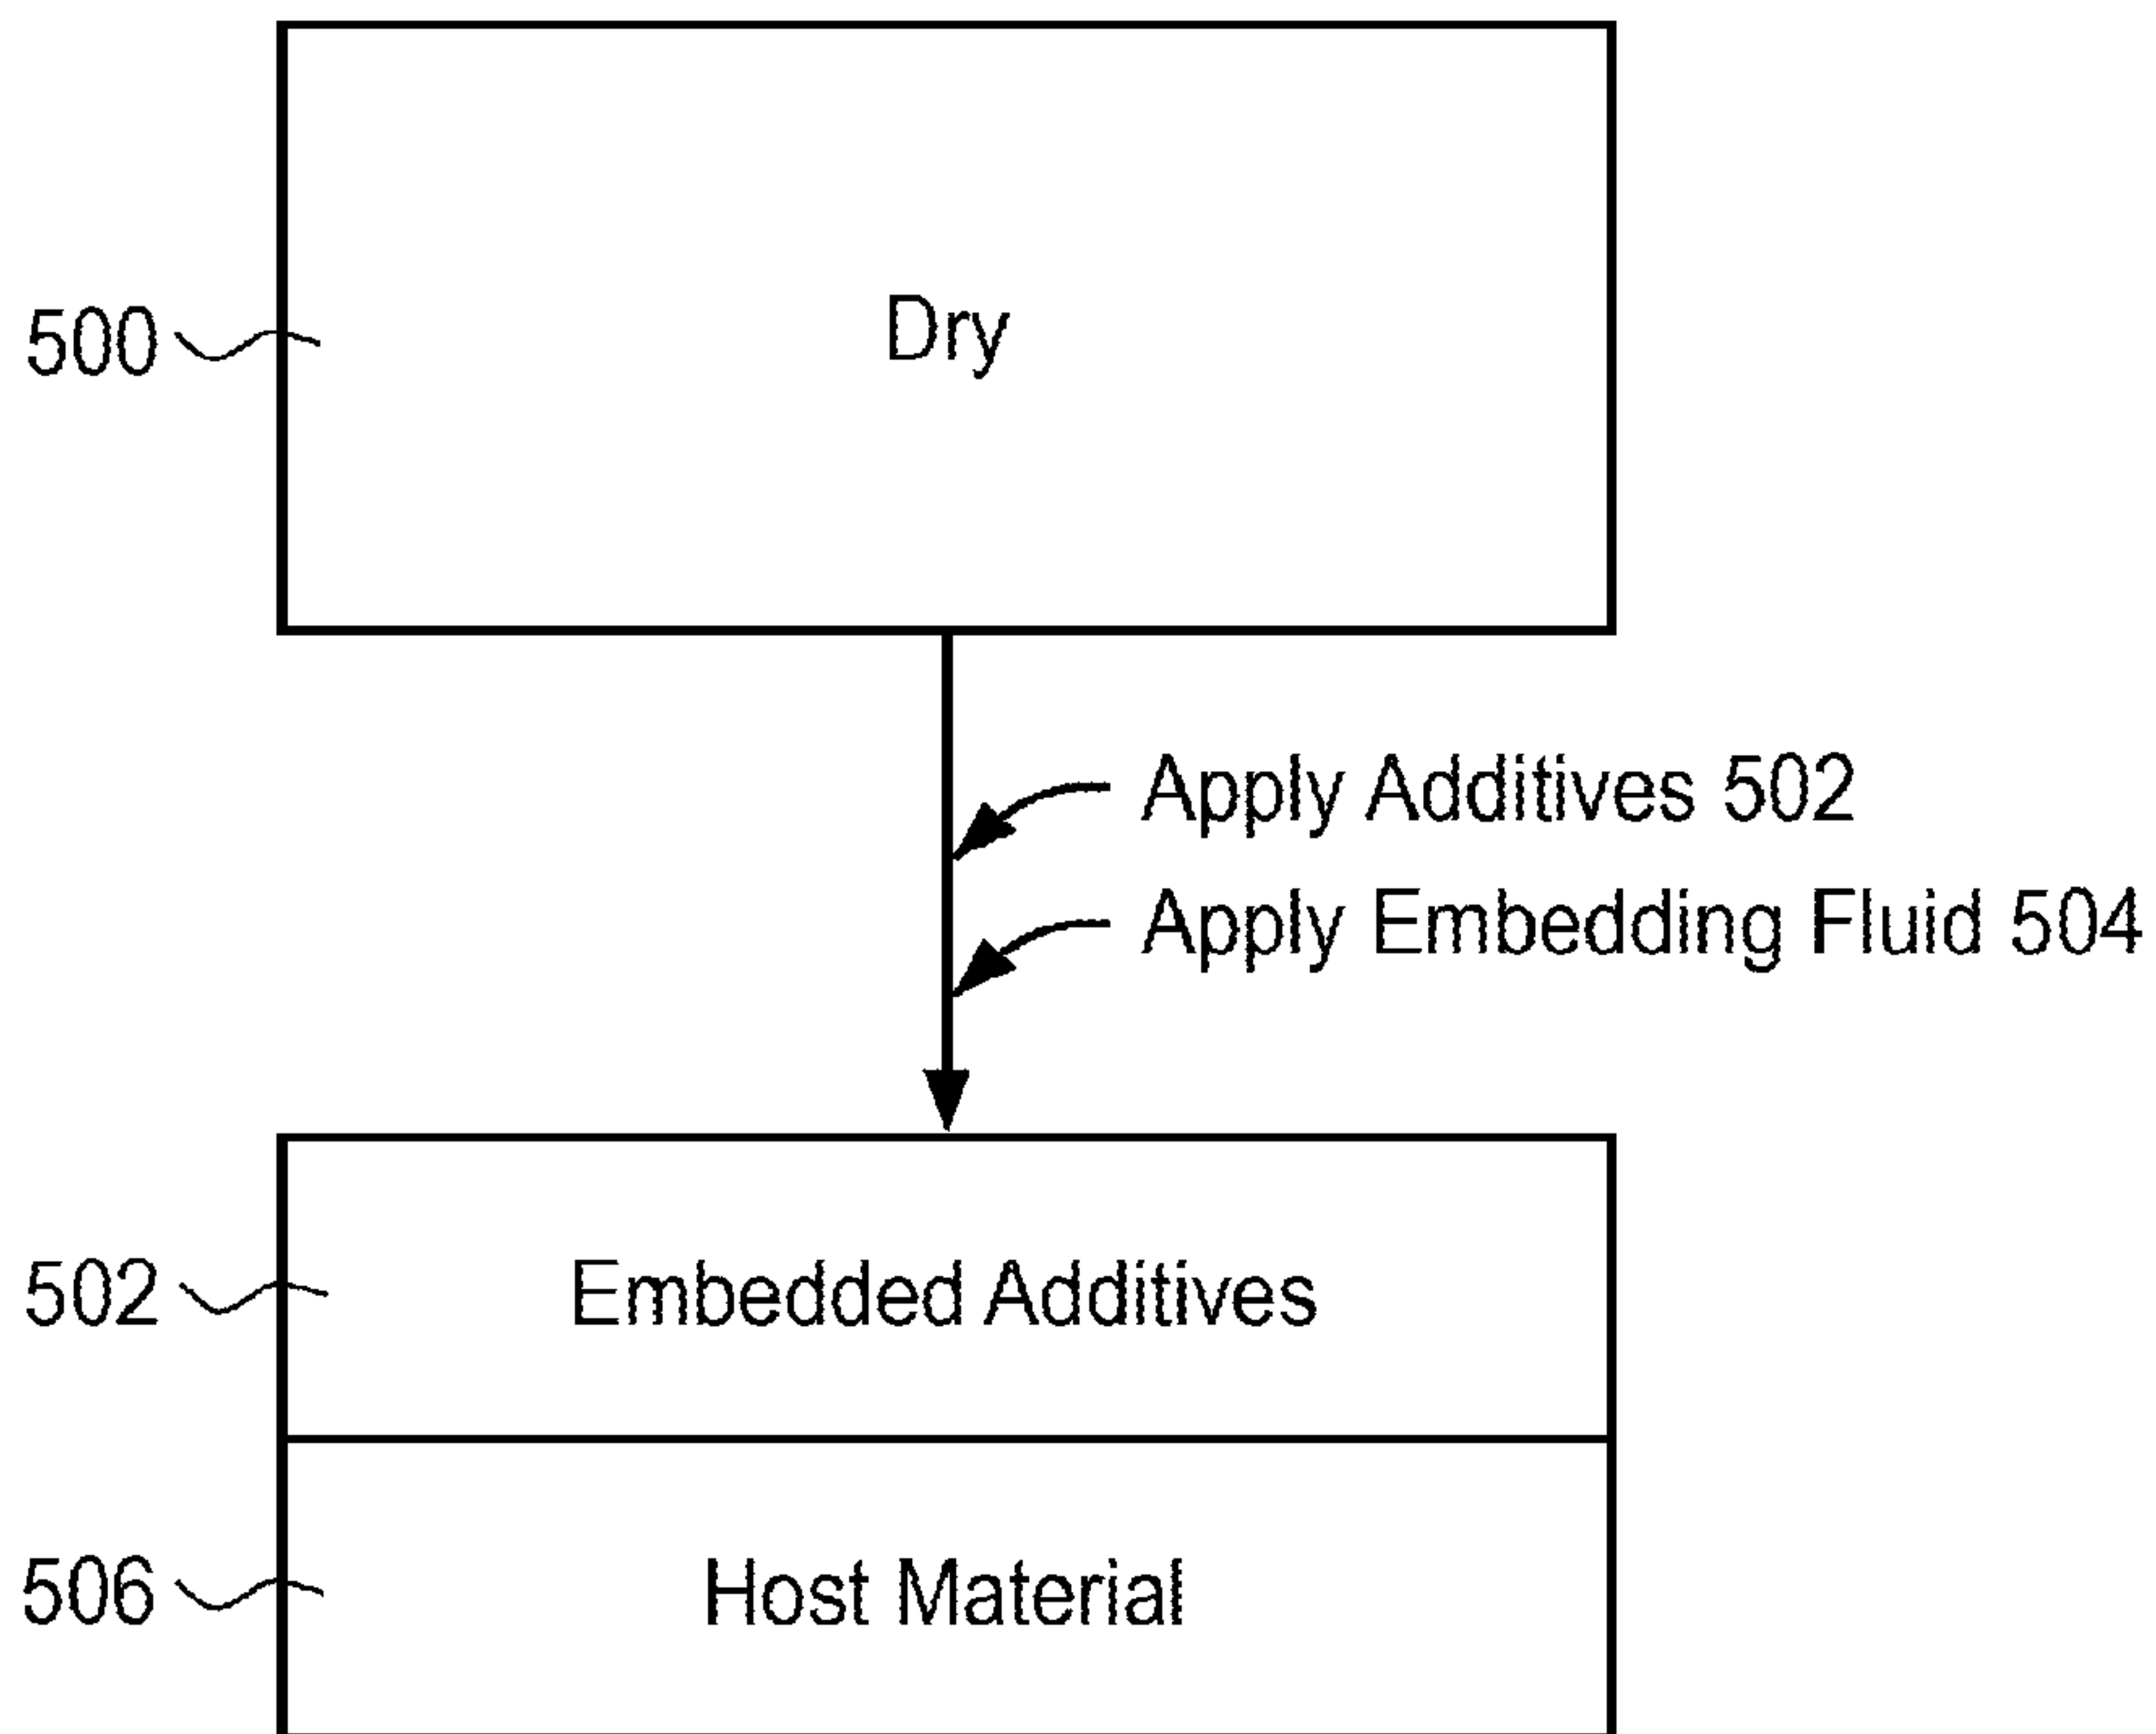 500
Dry
Apply Additives 502
Apply Embedding Fluid 504
502
Embedded Additives
506
Host Material